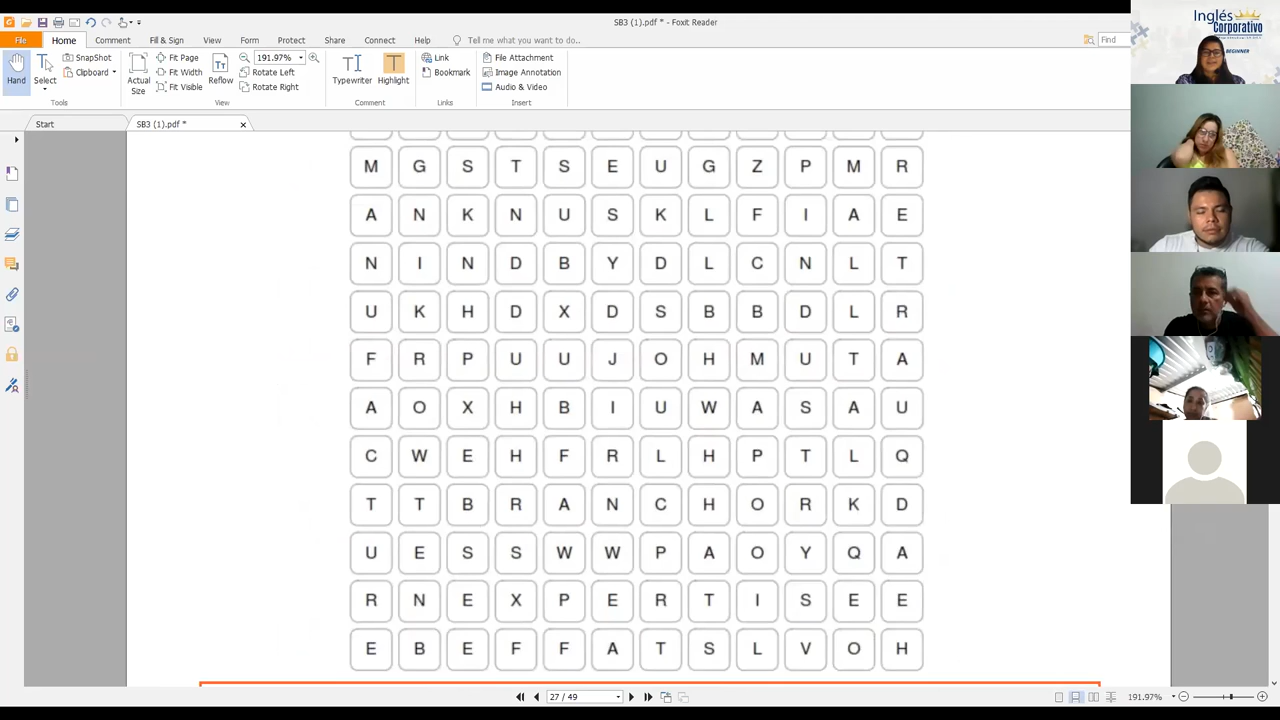 SB3 (1).pdf * - Foxit Reader
File Home Comment Fill & Sign View Form Protect Share Connect Help Tell me what you want to do.. Find
Hand
Select
SnapShot
Clipboard
Tools
Actual Size
Fit Page
Fit Width
Fit Visible
Reflow
191.97%
Rotate Left
Rotate Right
View
Typewriter
Highlight
Comment
Link
Bookmark
Links
File Attachment
Image Annotation
Audio & Video
Insert
Start
SB3 (1).pdf *
M G S T S E U G Z P M R
A N K N U S K L F I A E
N I N D B Y D L C N L T
U K H D X D S B B D L R
F R P U U J O H M U T A
A O X H B I U W A S A U
C W E H F R L H P T L Q
T T B R A N C H O R K D
U E S S W W P A O Y Q A
R N E X P E R T I S E E
E B E F F A T S L V O H
27 / 49
191.97%
Inglés
Corporativo
BEGINNER